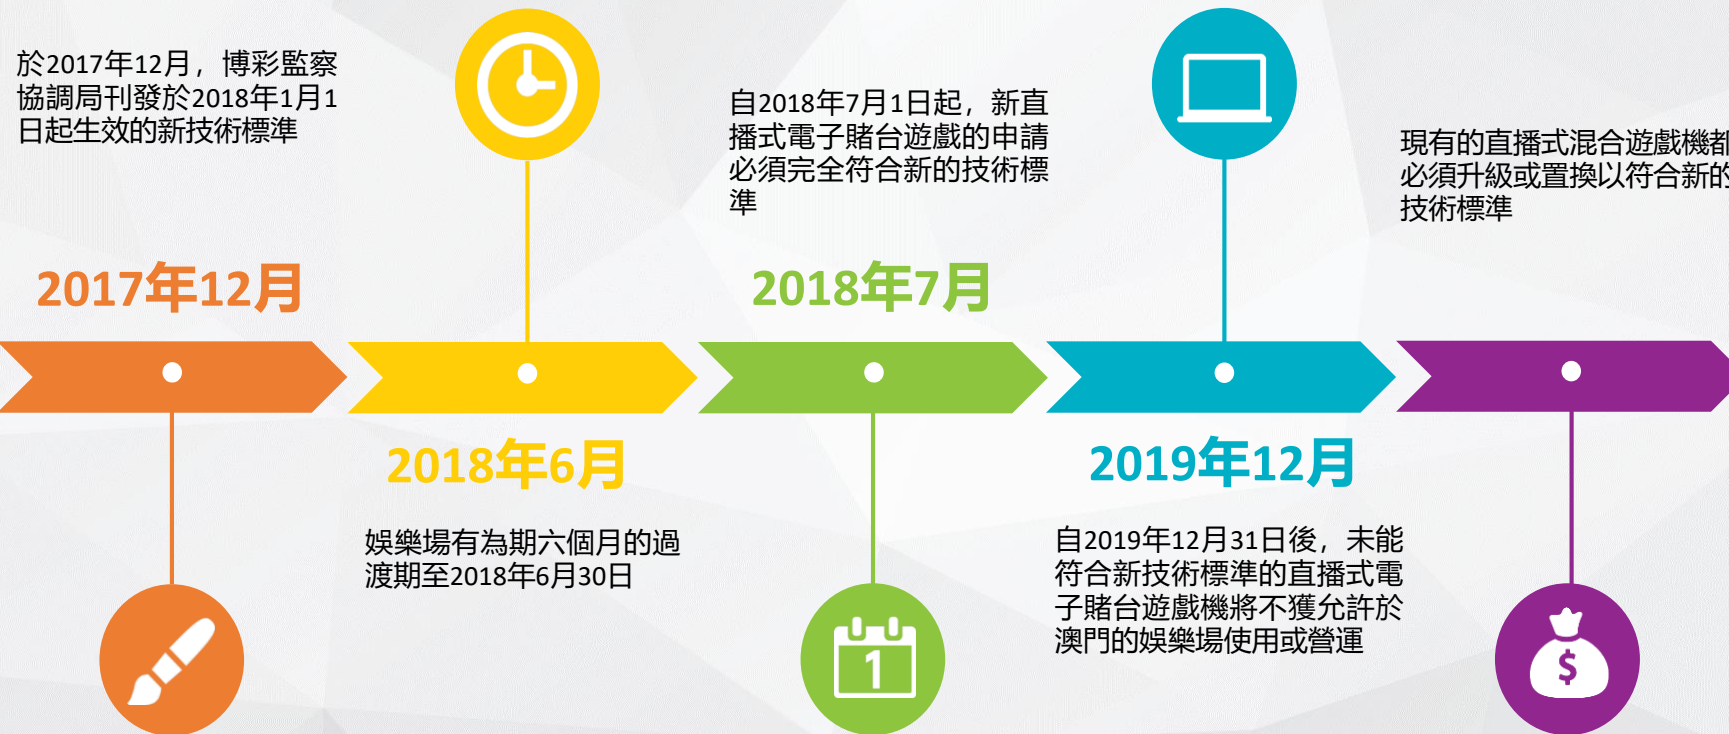 於2017年12月，博彩監察
協調局刊發於2018年1月1
日起生效的新技術標準
2017年12月
2018年6月
娛樂場有為期六個月的過
渡期至2018年6月30日
自2018年7月1日起，新直
播式電子賭台遊戲的申請
必須完全符合新的技術標
準
2018年7月
1
2019年12月
自2019年12月31日後，未能
符合新技術標準的直播式電
子賭台遊戲機將不獲允許於
澳門的娛樂場使用或營運
現有的直播式混合遊戲機都
必須升級或置換以符合新的
技術標準
$